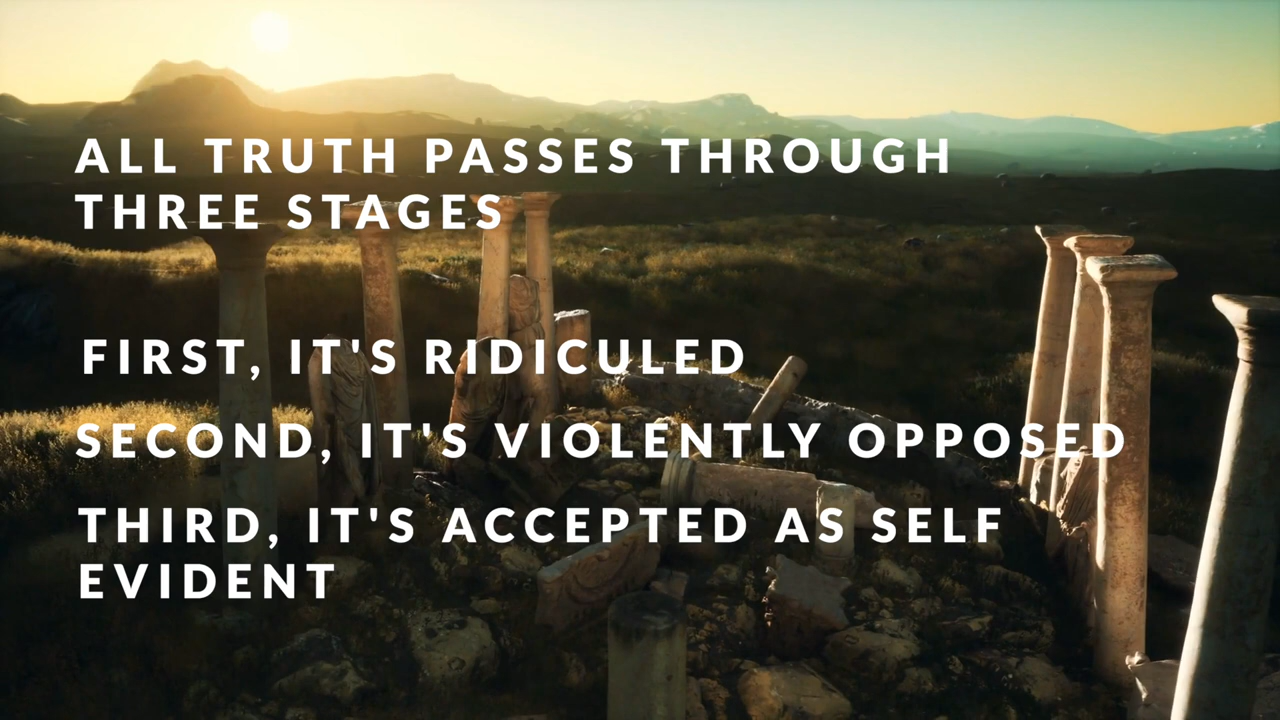 ALL TRUTH PASSES THROUGH
THREE STAGES
FIRST, IT'S RIDICULED
SECOND, IT'S VIOLENTLY OPPOSED
THIRD, IT'S ACCEPTED AS SELF
EVIDENT